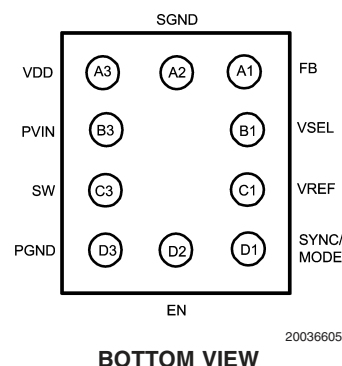 SGND
VDD A3 A2 A1 FB
PVIN B3 B1 VSEL
SW C3 C1 VREF
PGND D3 D2 D1 SYNC/
MODE
EN
20036605
BOTTOM VIEW